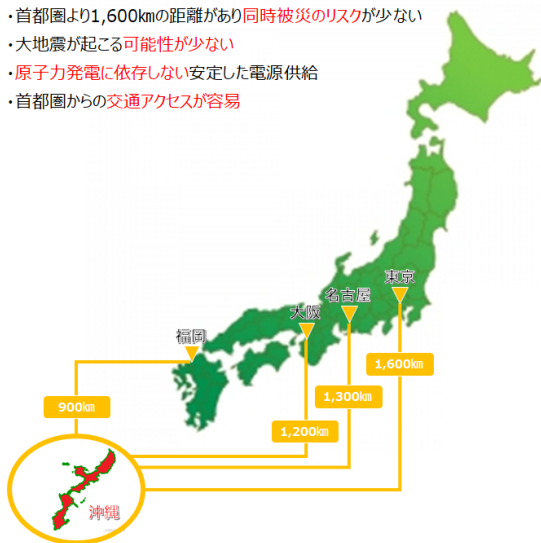 ・首都圏より1,600㎞の距離があり同時被災のリスクが少ない
・大地震が起こる可能性が少ない
・原子力発電に依存しない安定した電源供給
・首都圏からの交通アクセスが容易
東京
名古屋
大阪
福岡
1,600㎞
1,300㎞
900㎞
1,200㎞
沖縄